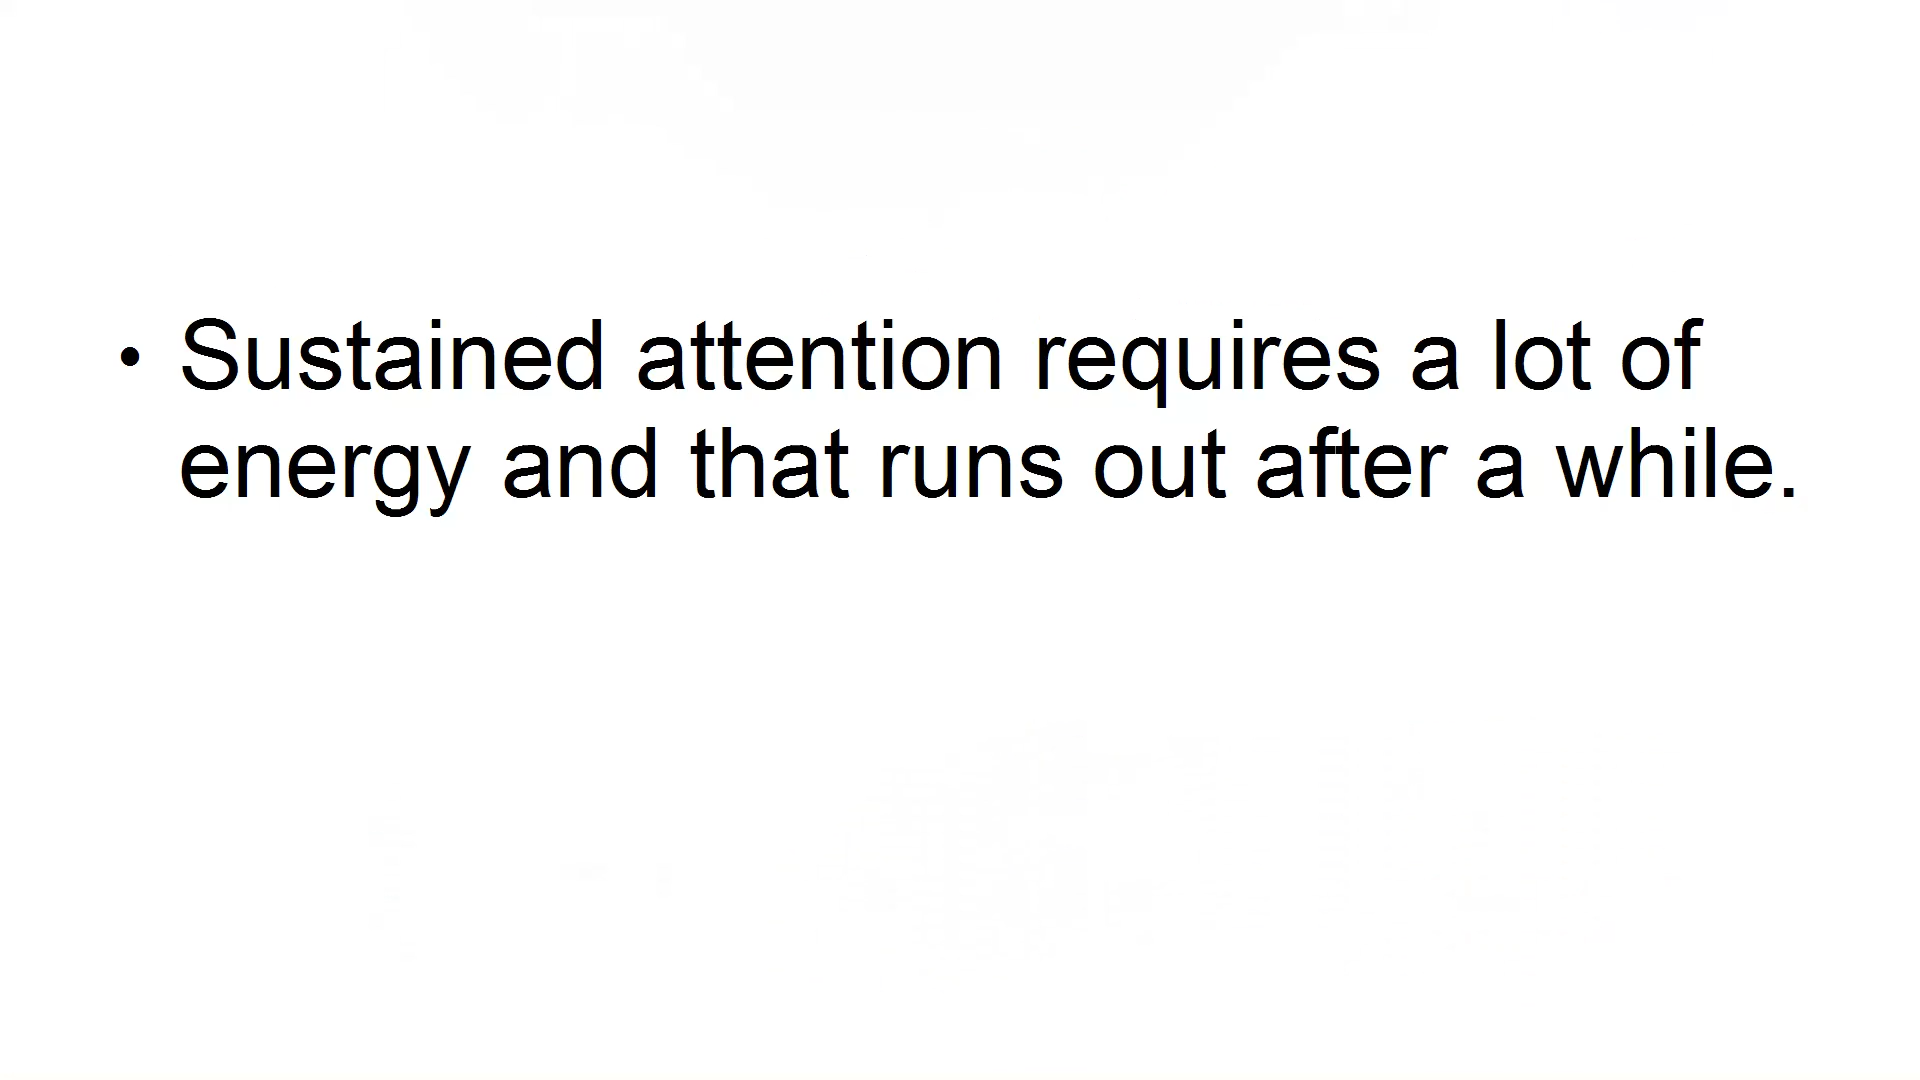 • Sustained attention requires a lot of
energy and that runs out after a while.